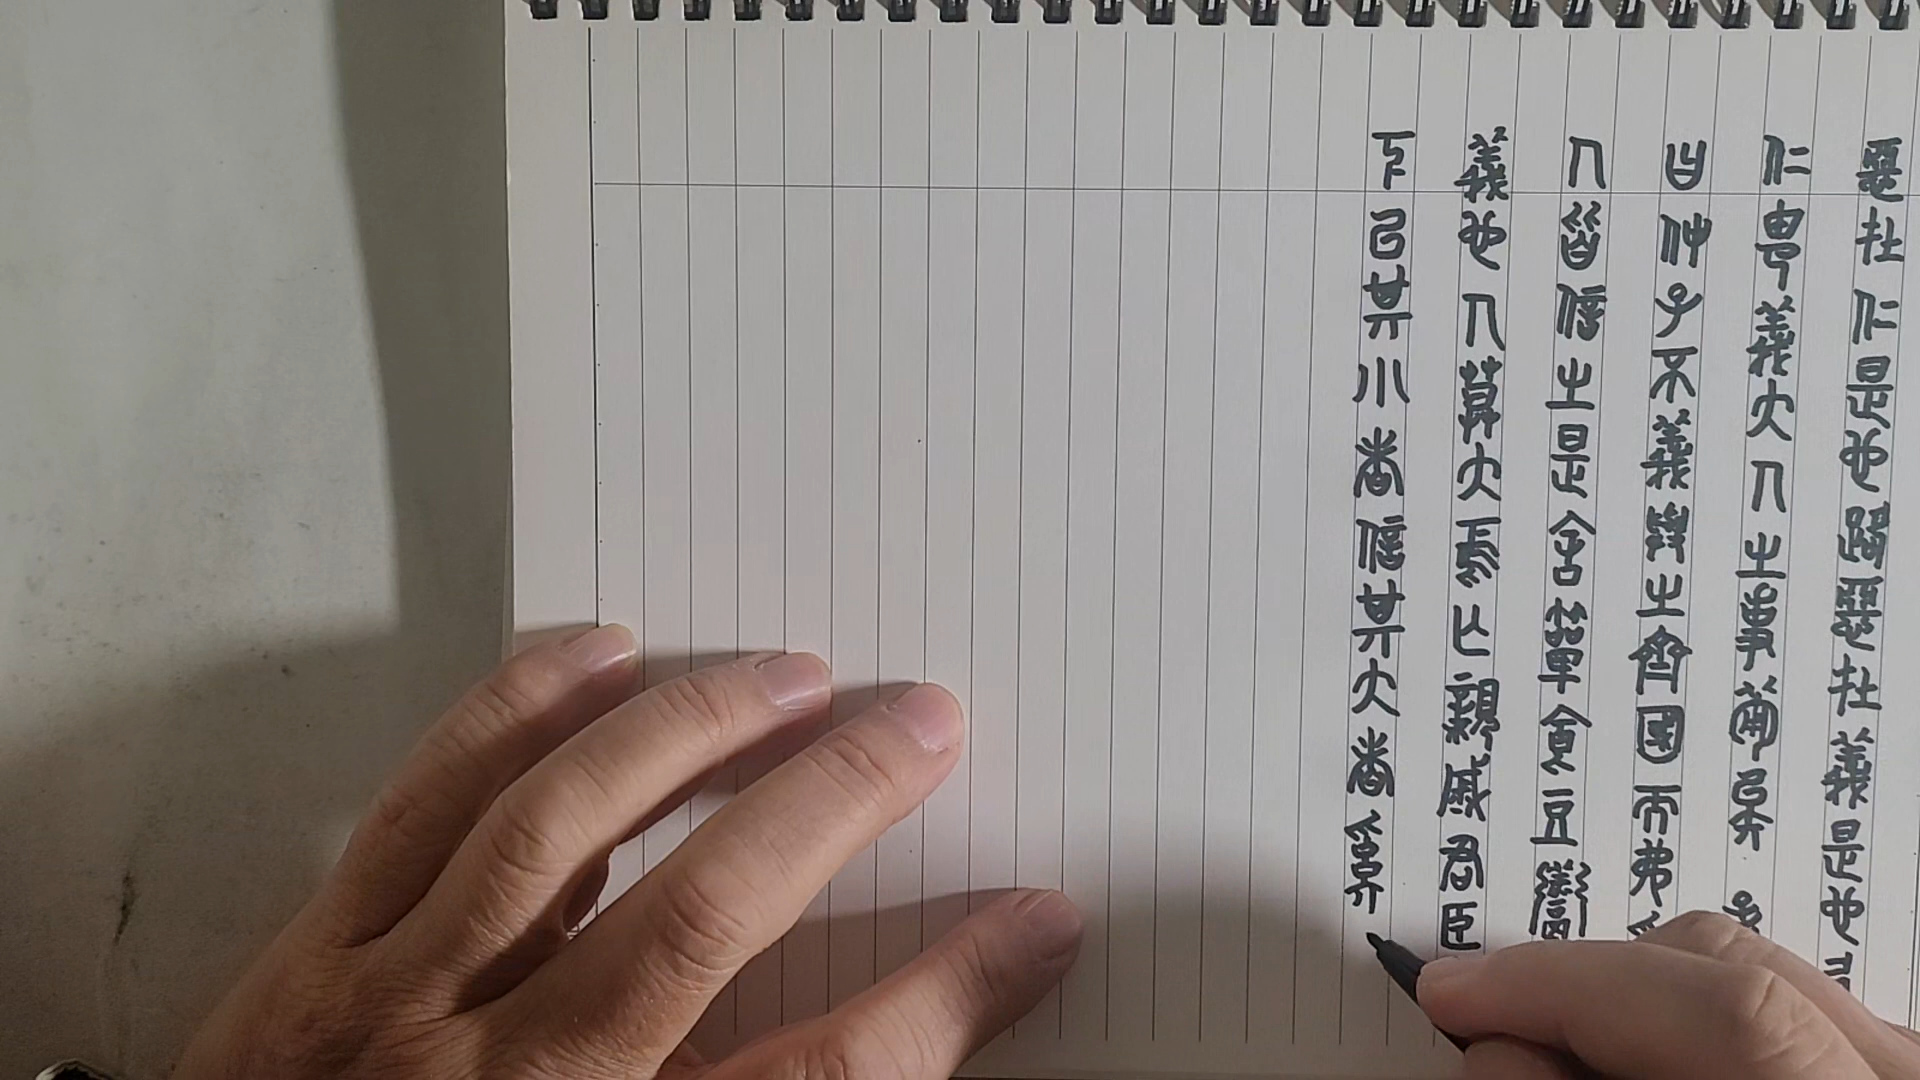 惡在仁是也路惡在義是也居
仁由義大人之事備矣
曰仲子不義與之齊國而弗
人皆信之是舍簞食豆羹
義也人莫大焉亡親戚君臣
下以其小者信其大者奚